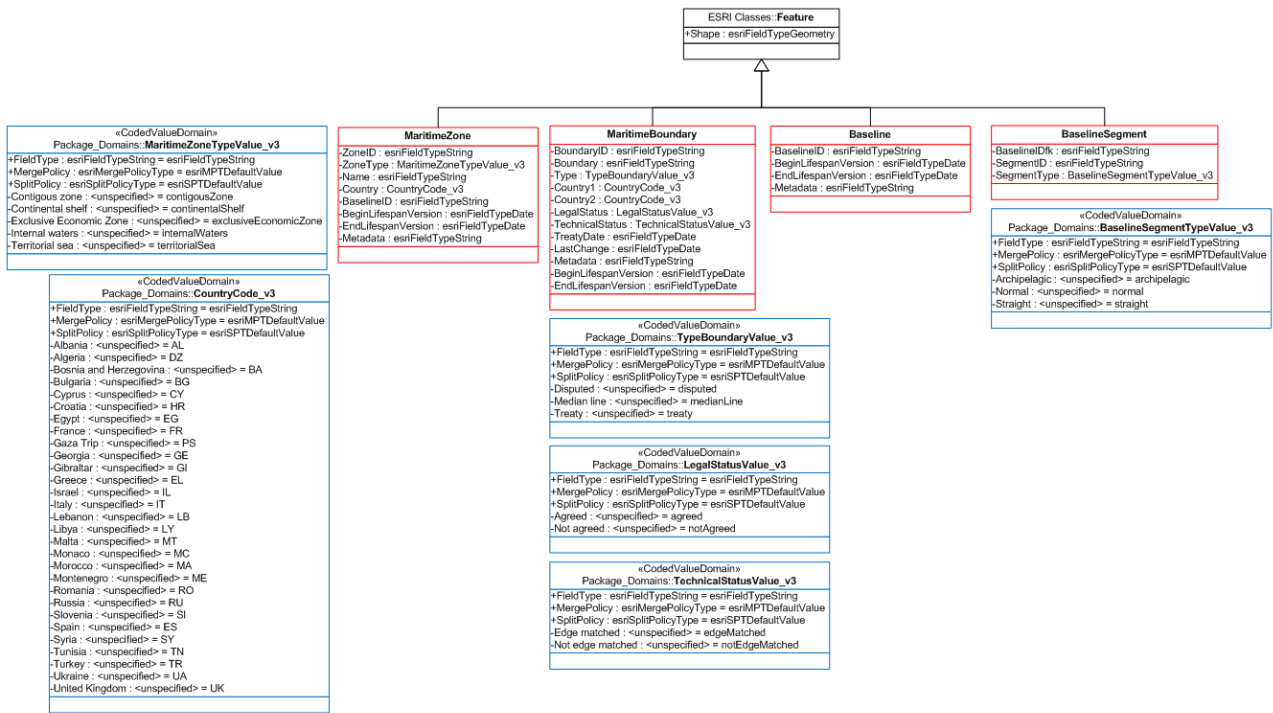 ESRI Classes::Feature
+Shape : esriFieldTypeGeometry
«CodedValueDomain»
Package_Domains::MaritimeZoneTypeValue_v3
+FieldType : esriFieldTypeString = esriFieldTypeString
+MergePolicy : esriMergePolicyType = esriMPTDefaultValue
+SplitPolicy : esriSplitPolicyType = esriSPTDefaultValue
-Contigous zone : <unspecified> = contigousZone
-Continental shelf : <unspecified> = continentalShelf
-Exclusive Economic Zone : <unspecified> = exclusiveEconomicZone
-Internal waters : <unspecified> = internalWaters
-Territorial sea : <unspecified> = territorialSea
MaritimeZone
-ZoneID : esriFieldTypeString
-ZoneType : MaritimeZoneTypeValue_v3
-Name : esriFieldTypeString
-Country : CountryCode_v3
-BaselineID : esriFieldTypeString
-BeginLifespanVersion : esriFieldTypeDate
-EndLifespanVersion : esriFieldTypeDate
-Metadata : esriFieldTypeString
MaritimeBoundary
-BoundaryID : esriFieldTypeString
-Boundary : esriFieldTypeString
-Type : TypeBoundaryValue_v3
-Country1 : CountryCode_v3
-Country2 : CountryCode_v3
-LegalStatus : LegalStatusValue_v3
-TechnicalStatus : TechnicalStatusValue_v3
-TreatyDate : esriFieldTypeDate
-LastChange : esriFieldTypeDate
-Metadata : esriFieldTypeString
-BeginLifespanVersion : esriFieldTypeDate
-EndLifespanVersion : esriFieldTypeDate
Baseline
-BaselineID : esriFieldTypeString
-BeginLifespanVersion : esriFieldTypeDate
-EndLifespanVersion : esriFieldTypeDate
-Metadata : esriFieldTypeString
BaselineSegment
-BaselineIDfk : esriFieldTypeString
-SegmentID : esriFieldTypeString
-SegmentType : BaselineSegmentTypeValue_v3
«CodedValueDomain»
Package_Domains::BaselineSegmentTypeValue_v3
+FieldType : esriFieldTypeString = esriFieldTypeString
+MergePolicy : esriMergePolicyType = esriMPTDefaultValue
+SplitPolicy : esriSplitPolicyType = esriSPTDefaultValue
-Archipelagic : <unspecified> = archipelagic
-Normal : <unspecified> = normal
-Straight : <unspecified> = straight
«CodedValueDomain»
Package_Domains::CountryCode_v3
+FieldType : esriFieldTypeString = esriFieldTypeString
+MergePolicy : esriMergePolicyType = esriMPTDefaultValue
+SplitPolicy : esriSplitPolicyType = esriSPTDefaultValue
-Albania : <unspecified> = AL
-Algeria : <unspecified> = DZ
-Bosnia and Herzegovina : <unspecified> = BA
-Bulgaria : <unspecified> = BG
-Cyprus : <unspecified> = CY
-Croatia : <unspecified> = HR
-Egypt : <unspecified> = EG
-France : <unspecified> = FR
-Gaza Trip : <unspecified> = PS
-Georgia : <unspecified> = GE
-Gibraltar : <unspecified> = GI
-Greece : <unspecified> = EL
-Israel : <unspecified> = IL
-Italy : <unspecified> = IT
-Lebanon : <unspecified> = LB
-Libya : <unspecified> = LY
-Malta : <unspecified> = MT
-Monaco : <unspecified> = MC
-Morocco : <unspecified> = MA
-Montenegro : <unspecified> = ME
-Romania : <unspecified> = RO
-Russia : <unspecified> = RU
-Slovenia : <unspecified> = SI
-Spain : <unspecified> = ES
-Syria : <unspecified> = SY
-Tunisia : <unspecified> = TN
-Turkey : <unspecified> = TR
-Ukraine : <unspecified> = UA
-United Kingdom : <unspecified> = UK
«CodedValueDomain»
Package_Domains::TypeBoundaryValue_v3
+FieldType : esriFieldTypeString = esriFieldTypeString
+MergePolicy : esriMergePolicyType = esriMPTDefaultValue
+SplitPolicy : esriSplitPolicyType = esriSPTDefaultValue
-Disputed : <unspecified> = disputed
-Median line : <unspecified> = medianLine
-Treaty : <unspecified> = treaty
«CodedValueDomain»
Package_Domains::LegalStatusValue_v3
+FieldType : esriFieldTypeString = esriFieldTypeString
+MergePolicy : esriMergePolicyType = esriMPTDefaultValue
+SplitPolicy : esriSplitPolicyType = esriSPTDefaultValue
-Agreed : <unspecified> = agreed
-Not agreed : <unspecified> = notAgreed
«CodedValueDomain»
Package_Domains::TechnicalStatusValue_v3
+FieldType : esriFieldTypeString = esriFieldTypeString
+MergePolicy : esriMergePolicyType = esriMPTDefaultValue
+SplitPolicy : esriSplitPolicyType = esriSPTDefaultValue
-Edge matched : <unspecified> = edgeMatched
-Not edge matched : <unspecified> = notEdgeMatched